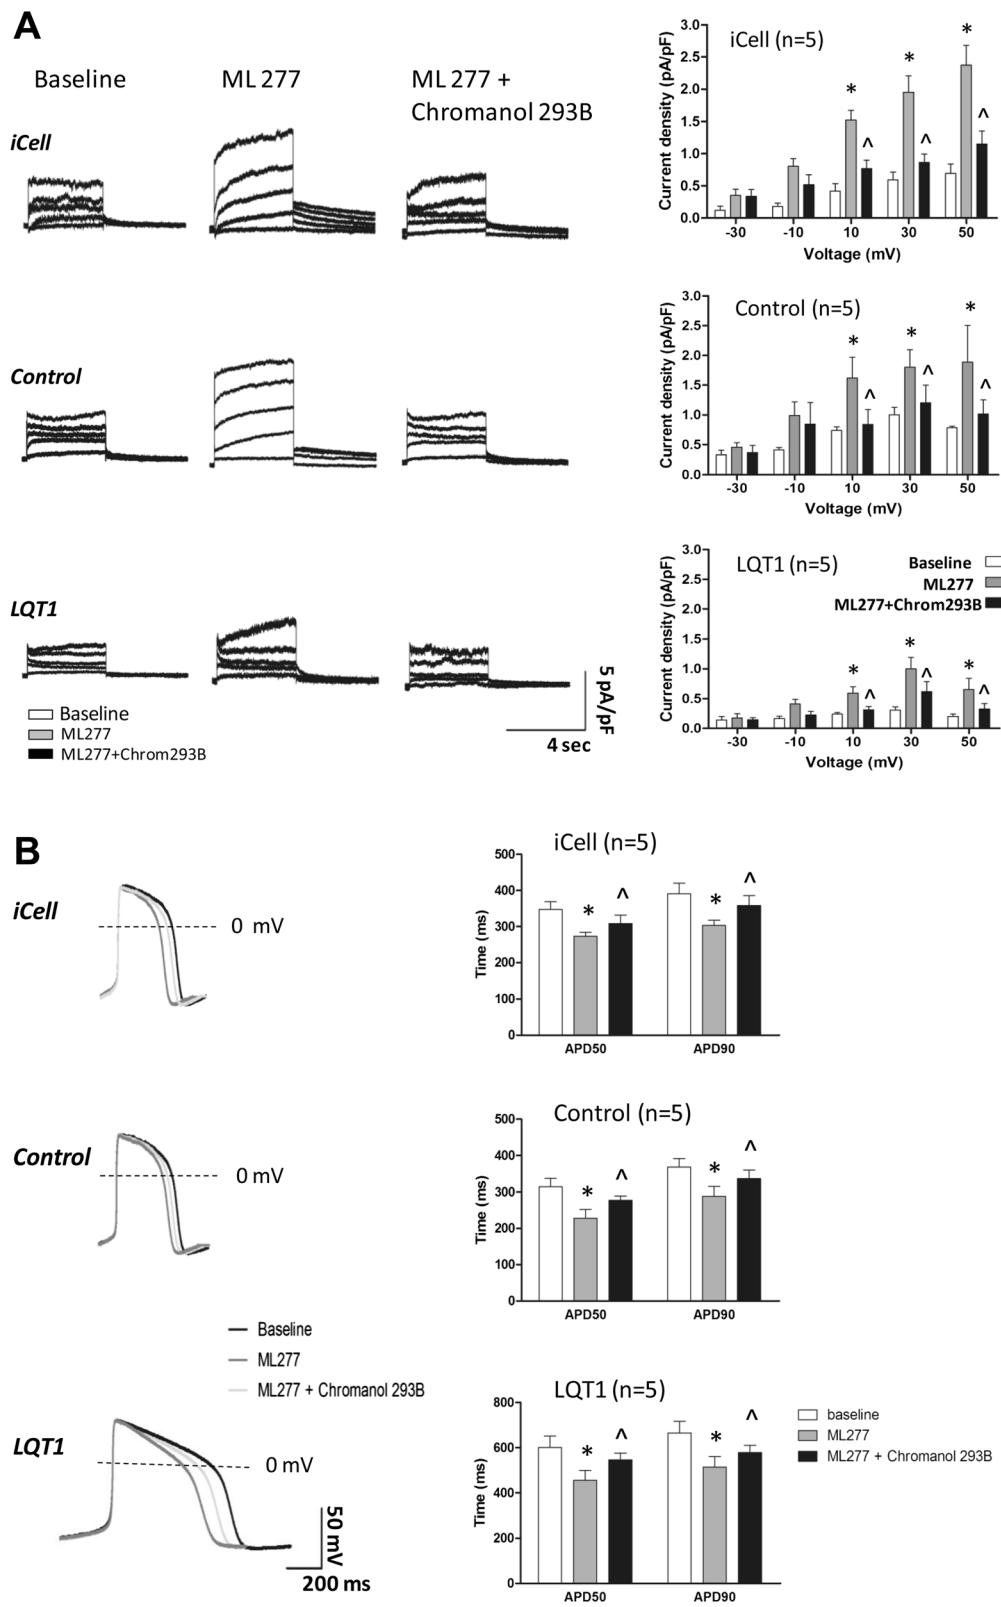 A
Baseline
ML 277
ML 277 +
Chromanol 293B
iCell
Control
LQT1
Baseline
ML277
ML277+Chrom293B
5 pA/pF
4 sec
iCell (n=5)
Current density (pA/pF)
3.0
2.5
2.0
1.5
1.0
0.5
0.0
* * * ^ ^ ^
-30 -10 10 30 50
Voltage (mV)
Control (n=5)
Current density (pA/pF)
3.0
2.5
2.0
1.5
1.0
0.5
0.0
* * * ^ ^ ^
-30 -10 10 30 50
Voltage (mV)
LQT1 (n=5)
Baseline
ML277
ML277+Chrom293B
Current density (pA/pF)
3.0
2.5
2.0
1.5
1.0
0.5
0.0
* * * ^ ^ ^
-30 -10 10 30 50
Voltage (mV)
B
iCell
0 mV
iCell (n=5)
Time (ms)
500
400
300
200
100
0
* ^ * ^
APD50 APD90
Control
0 mV
Control (n=5)
Time (ms)
500
400
300
200
100
0
* ^ * ^
APD50 APD90
Baseline
ML277
ML277 + Chromanol 293B
LQT1
0 mV
50 mV
200 ms
LQT1 (n=5)
Time (ms)
800
600
400
200
0
* ^ * ^
APD50 APD90
baseline
ML277
ML277 + Chromanol 293B